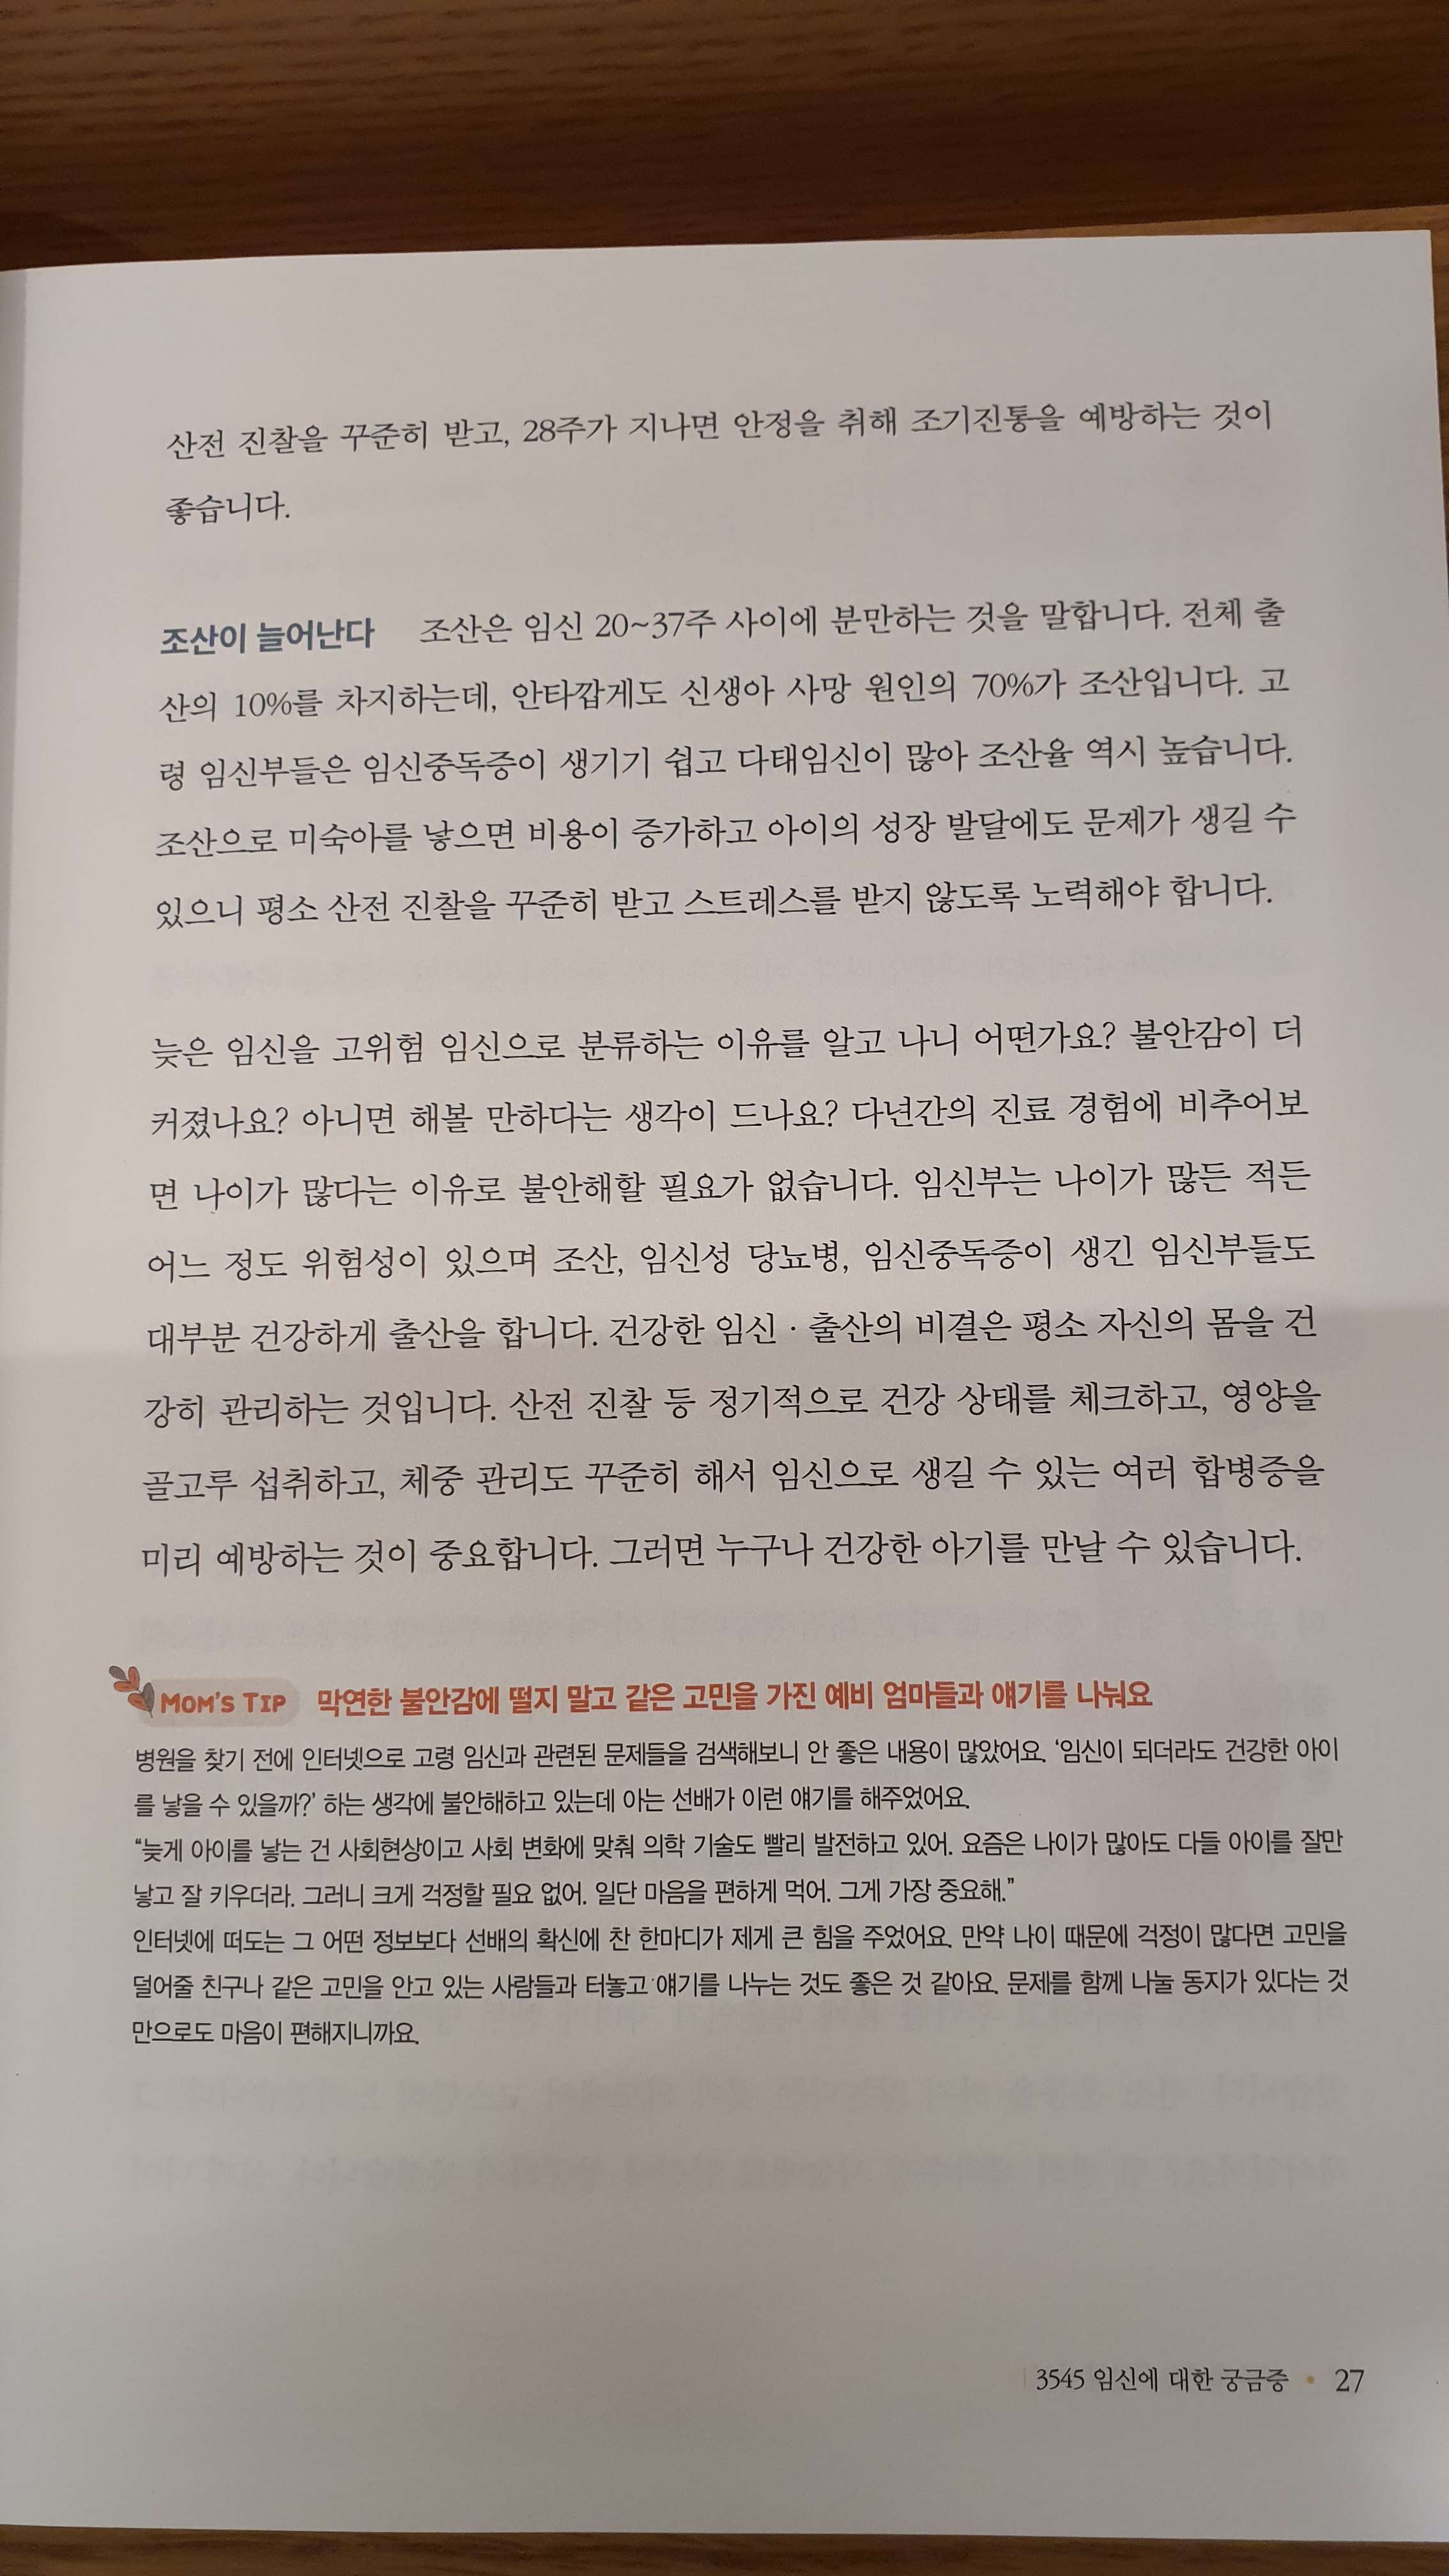 산전 진찰을 꾸준히 받고, 28주가 지나면 안정을 취해 조기진통을 예방하는 것이
좋습니다.
조산이 늘어난다 조산은 임신 20~37주 사이에 분만하는 것을 말합니다. 전체 출
산의 10%를 차지하는데, 안타깝게도 신생아 사망 원인의 70%가 조산입니다. 고
령 임신부들은 임신중독증이 생기기 쉽고 다태임신이 많아 조산율 역시 높습니다.
조산으로 미숙아를 낳으면 비용이 증가하고 아이의 성장 발달에도 문제가 생길 수
있으니 평소 산전 진찰을 꾸준히 받고 스트레스를 받지 않도록 노력해야 합니다.
늦은 임신을 고위험 임신으로 분류하는 이유를 알고 나니 어떤가요? 불안감이 더
커졌나요? 아니면 해볼 만하다는 생각이 드나요? 다년간의 진료 경험에 비추어보
면 나이가 많다는 이유로 불안해할 필요가 없습니다. 임신부는 나이가 많든 적든
어느 정도 위험성이 있으며 조산, 임신성 당뇨병, 임신중독증이 생긴 임신부들도
대부분 건강하게 출산을 합니다. 건강한 임신·출산의 비결은 평소 자신의 몸을 건
강히 관리하는 것입니다. 산전 진찰 등 정기적으로 건강 상태를 체크하고, 영양을
골고루 섭취하고, 체중 관리도 꾸준히 해서 임신으로 생길 수 있는 여러 합병증을
미리 예방하는 것이 중요합니다. 그러면 누구나 건강한 아기를 만날 수 있습니다.
MOM'S TIP 막연한 불안감에 떨지 말고 같은 고민을 가진 예비 엄마들과 얘기를 나눠요
병원을 찾기 전에 인터넷으로 고령 임신과 관련된 문제들을 검색해보니 안 좋은 내용이 많았어요. ‘임신이 되더라도 건강한 아이
를 낳을 수 있을까?’ 하는 생각에 불안해하고 있는데 아는 선배가 이런 얘기를 해주었어요.
“늦게 아이를 낳는 건 사회현상이고 사회 변화에 맞춰 의학 기술도 빨리 발전하고 있어. 요즘은 나이가 많아도 다들 아이를 잘만
낳고 잘 키우더라. 그러니 크게 걱정할 필요 없어. 일단 마음을 편하게 먹어. 그게 가장 중요해.”
인터넷에 떠도는 그 어떤 정보보다 선배의 확신에 찬 한마디가 제게 큰 힘을 주었어요. 만약 나이 때문에 걱정이 많다면 고민을
덜어줄 친구나 같은 고민을 안고 있는 사람들과 터놓고 얘기를 나누는 것도 좋은 것 같아요. 문제를 함께 나눌 동지가 있다는 것
만으로도 마음이 편해지니까요.
3545 임신에 대한 궁금증 • 27